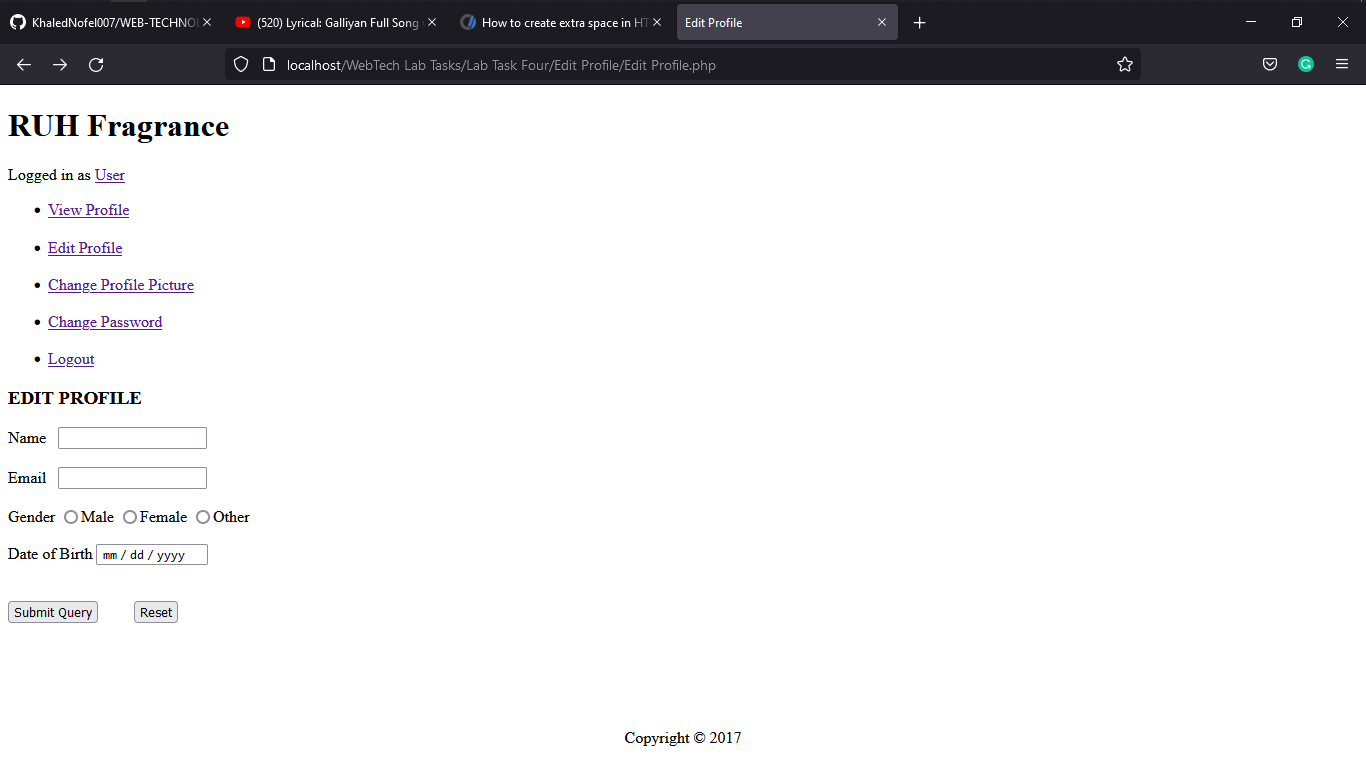 KhaledNofel007/WEB-TECHNOL
(520) Lyrical: Galliyan Full Song
How to create extra space in HT
Edit Profile
localhost/WebTech Lab Tasks/Lab Task Four/Edit Profile/Edit Profile.php
RUH Fragrance
Logged in as User
View Profile
Edit Profile
Change Profile Picture
Change Password
Logout
EDIT PROFILE
Name
Email
Gender Male Female Other
Date of Birth mm / dd / yyyy
Submit Query Reset
Copyright © 2017